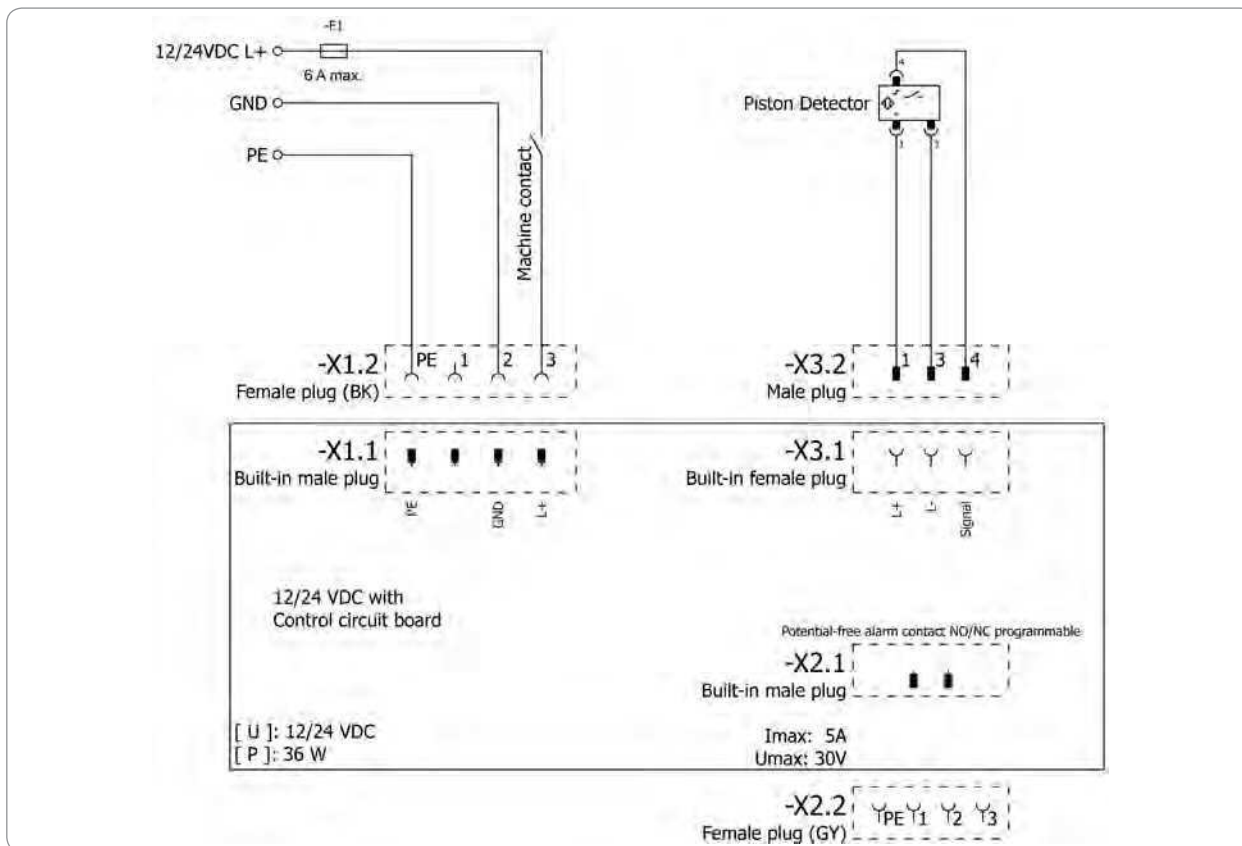 -F1
12/24VDC L+
6 A max.
GND
PE
Machine contact
Piston Detector
4
1
3
-X1.2
PE 1 2 3
Female plug (BK)
-X3.2
1 3 4
Male plug
-X1.1
Built-in male plug
PE GND L+
-X3.1
Built-in female plug
L+ L- Signal
12/24 VDC with
Control circuit board
Potential-free alarm contact NO/NC programmable
-X2.1
Built-in male plug
[ U ]: 12/24 VDC
[ P ]: 36 W
Imax: 5A
Umax: 30V
-X2.2
PE 1 2 3
Female plug (GY)